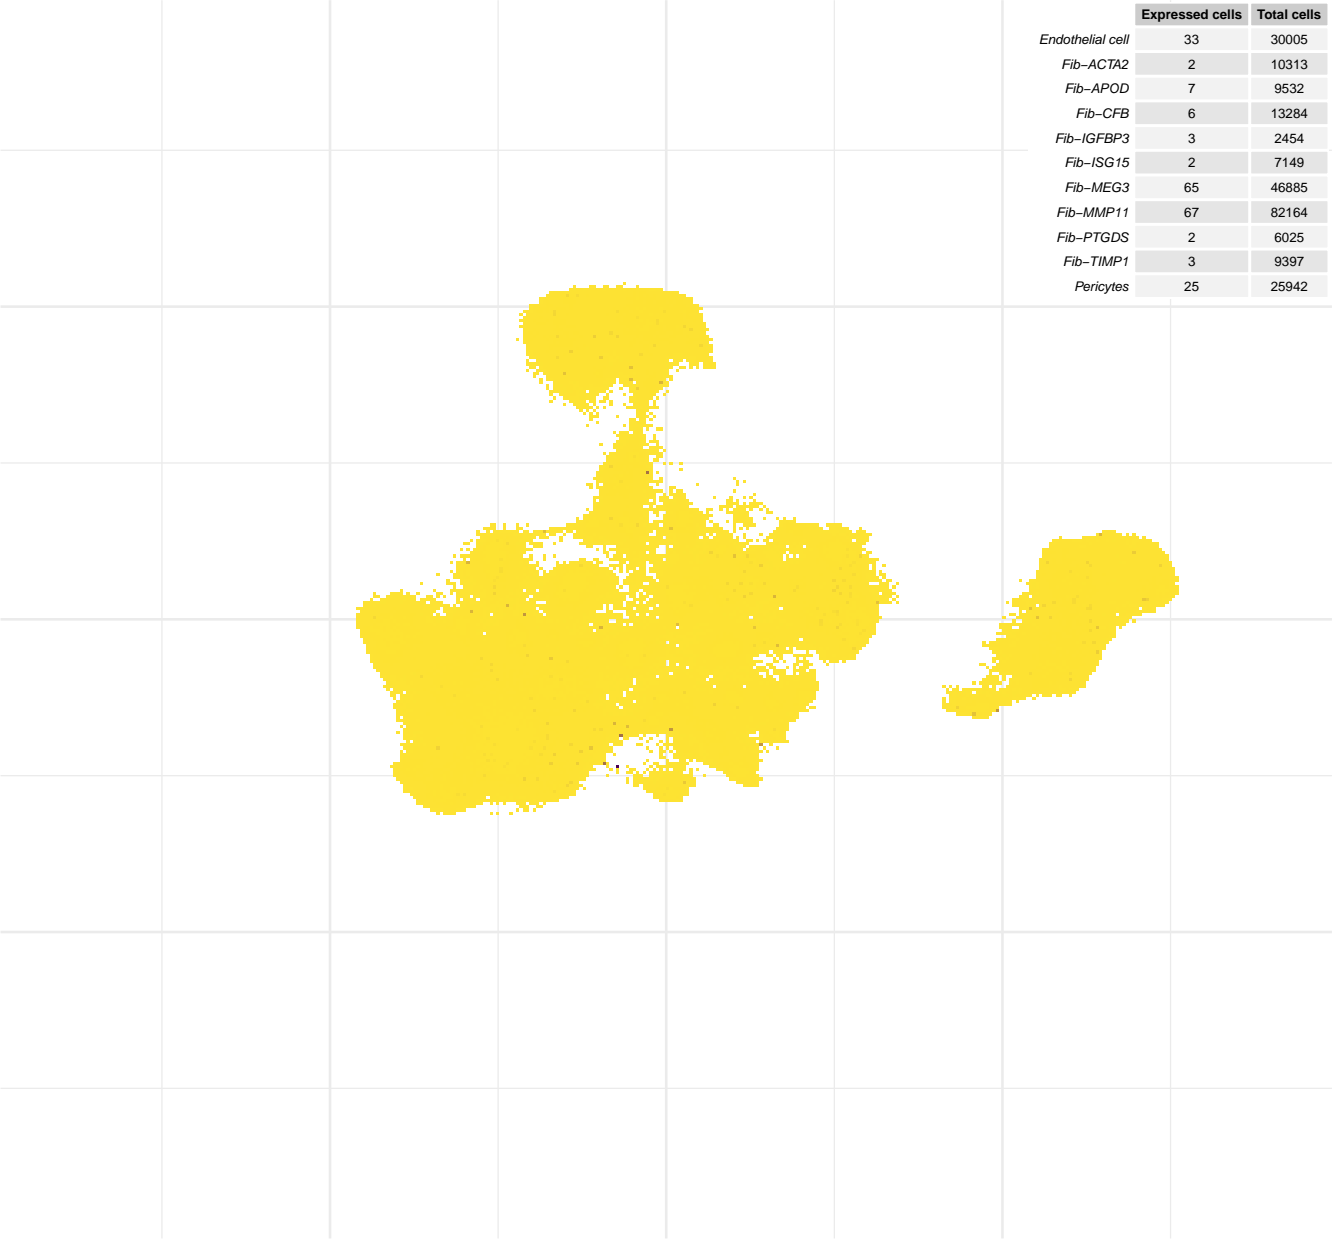 Expressed cells Total cells
Endothelial cell 33 30005
Fib−ACTA2 2 10313
Fib−APOD 7 9532
Fib−CFB 6 13284
Fib−IGFBP3 3 2454
Fib−ISG15 2 7149
Fib−MEG3 65 46885
Fib−MMP11 67 82164
Fib−PTGDS 2 6025
Fib−TIMP1 3 9397
Pericytes 25 25942